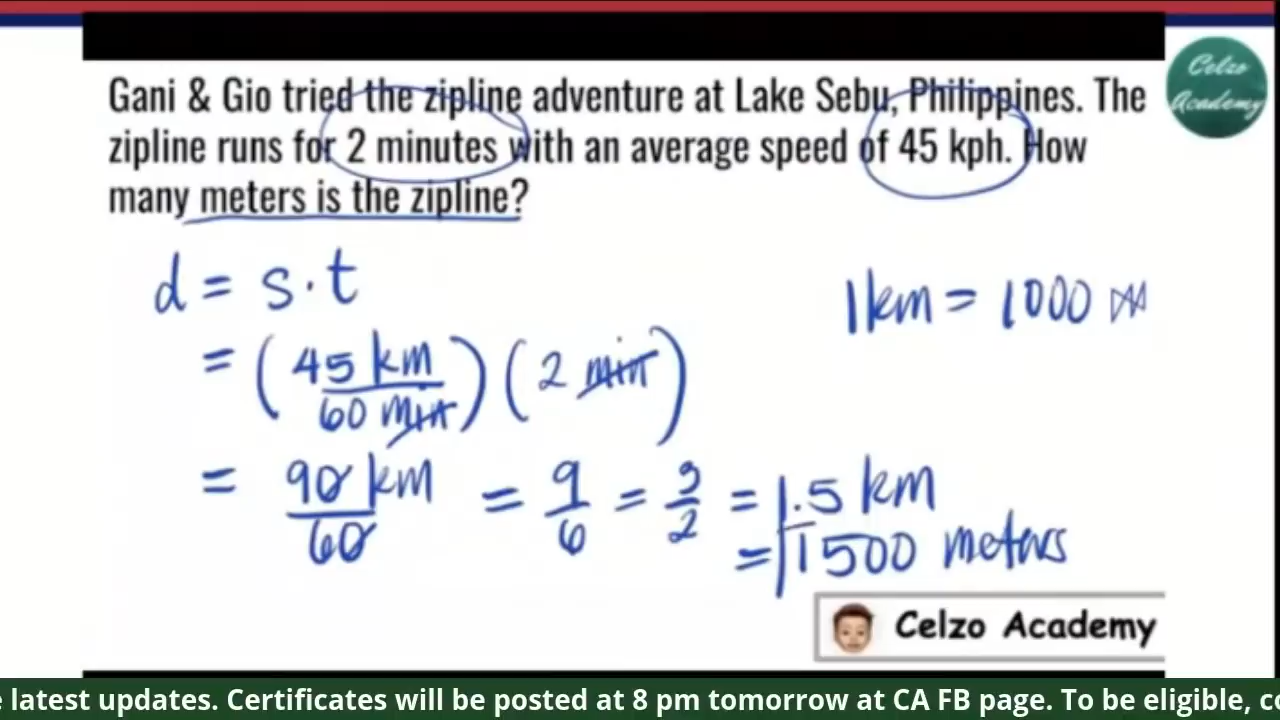 Gani & Gio tried the zipline adventure at Lake Sebu, Philippines. The
zipline runs for 2 minutes with an average speed of 45 kph. How
many meters is the zipline?
Celzo
Academy
d = s · t
1 km = 1000 m
= (45 km / 60 min) (2 min)
= 90 km / 60 = 9/6 = 3/2 = 1.5 km
= 1500 meters
Celzo Academy
latest updates. Certificates will be posted at 8 pm tomorrow at CA FB page. To be eligible,